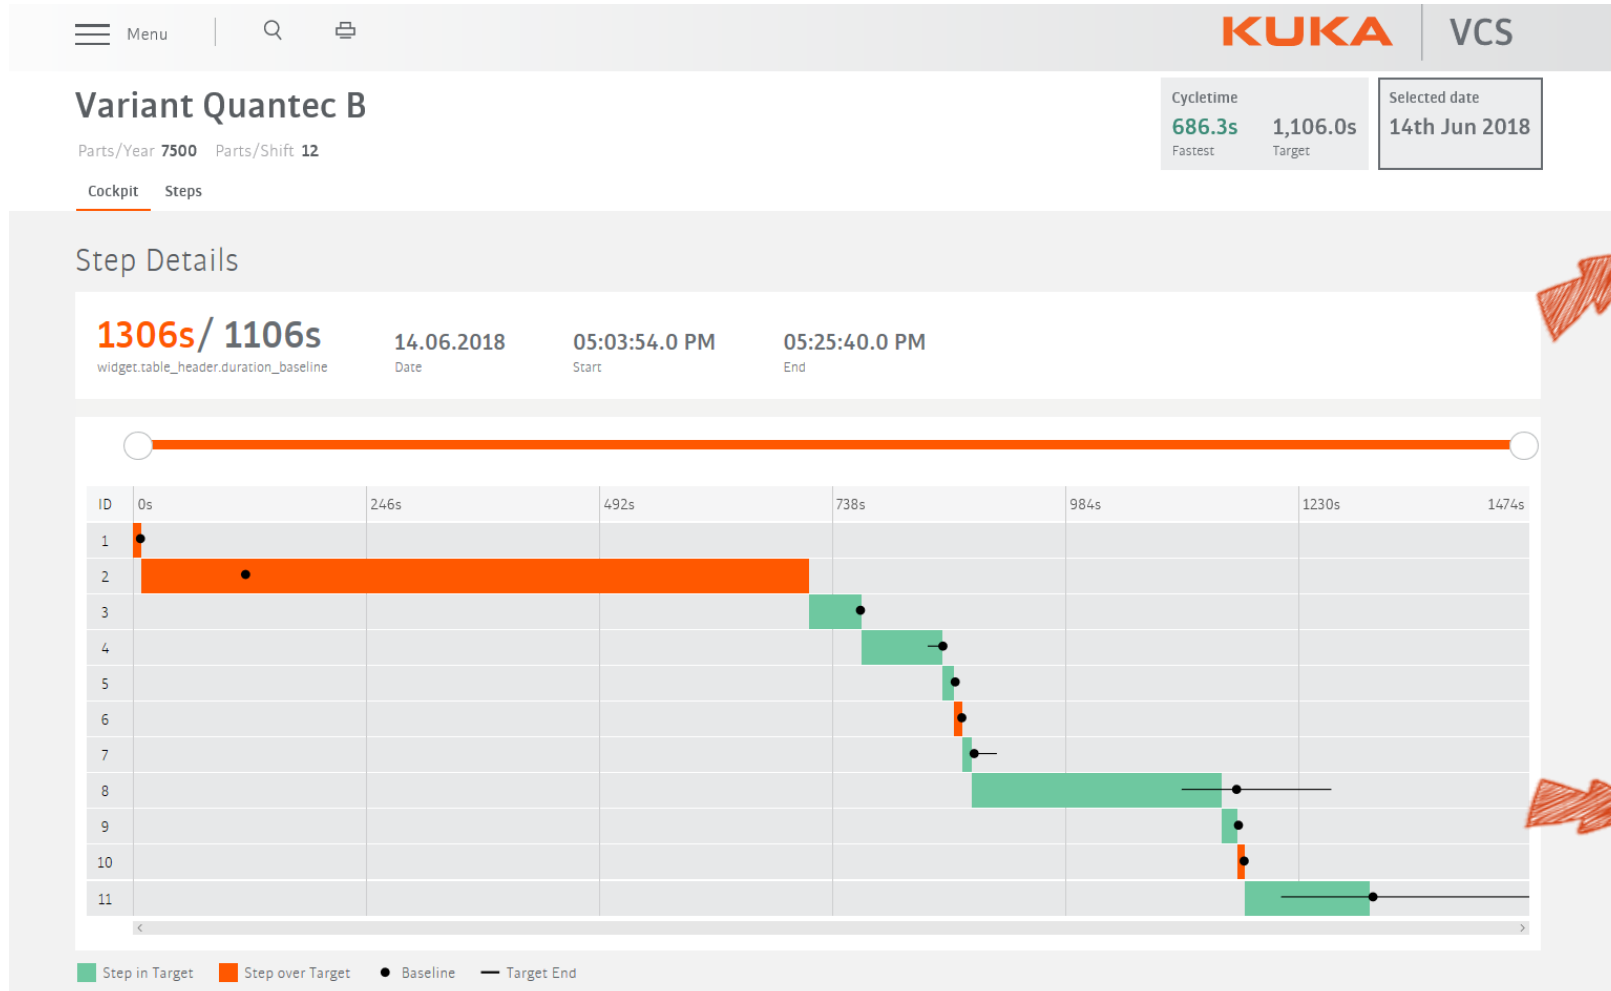 Menu
KUKA VCS
Variant Quantec B
Parts/Year 7500 Parts/Shift 12
Cycletime
686.3s 1,106.0s
Fastest Target
Selected date
14th Jun 2018
Cockpit Steps
Step Details
1306s/ 1106s
widget.table_header.duration_baseline
14.06.2018
Date
05:03:54.0 PM
Start
05:25:40.0 PM
End
ID 0s 246s 492s 738s 984s 1230s 1474s
1
2
3
4
5
6
7
8
9
10
11
Step in Target Step over Target Baseline Target End